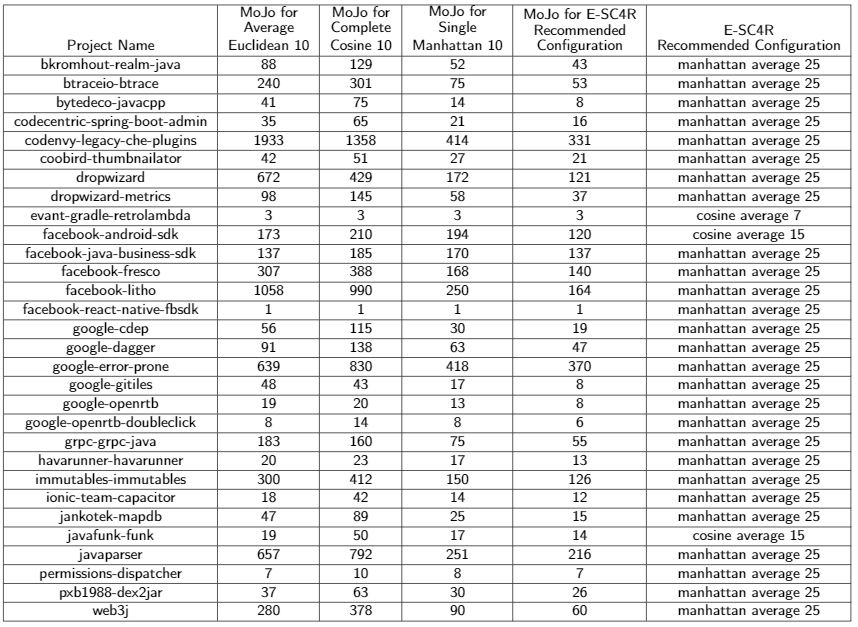 Project Name | MoJo for Average Euclidean 10 | MoJo for Complete Cosine 10 | MoJo for Single Manhattan 10 | MoJo for E-SC4R Recommended Configuration | E-SC4R Recommended Configuration
bkromhout-realm-java 88 129 52 43 manhattan average 25
btraceio-btrace 240 301 75 53 manhattan average 25
bytedeco-javacpp 41 75 14 8 manhattan average 25
codecentric-spring-boot-admin 35 65 21 16 manhattan average 25
codenvy-legacy-che-plugins 1933 1358 414 331 manhattan average 25
coobird-thumbnailator 42 51 27 21 manhattan average 25
dropwizard 672 429 172 121 manhattan average 25
dropwizard-metrics 98 145 58 37 manhattan average 25
evant-gradle-retrolambda 3 3 3 3 cosine average 7
facebook-android-sdk 173 210 194 120 cosine average 15
facebook-java-business-sdk 137 185 170 137 manhattan average 25
facebook-fresco 307 388 168 140 manhattan average 25
facebook-litho 1058 990 250 164 manhattan average 25
facebook-react-native-fbsdk 1 1 1 1 manhattan average 25
google-cdep 56 115 30 19 manhattan average 25
google-dagger 91 138 63 47 manhattan average 25
google-error-prone 639 830 418 370 manhattan average 25
google-gitiles 48 43 17 8 manhattan average 25
google-openrtb 19 20 13 8 manhattan average 25
google-openrtb-doubleclick 8 14 8 6 manhattan average 25
grpc-grpc-java 183 160 75 55 manhattan average 25
havarunner-havarunner 20 23 17 13 manhattan average 25
immutables-immutables 300 412 150 126 manhattan average 25
ionic-team-capacitor 18 42 14 12 manhattan average 25
jankotek-mapdb 47 89 25 15 manhattan average 25
javafunk-funk 19 50 17 14 cosine average 15
javaparser 657 792 251 216 manhattan average 25
permissions-dispatcher 7 10 8 7 manhattan average 25
pxb1988-dex2jar 37 63 30 26 manhattan average 25
web3j 280 378 90 60 manhattan average 25